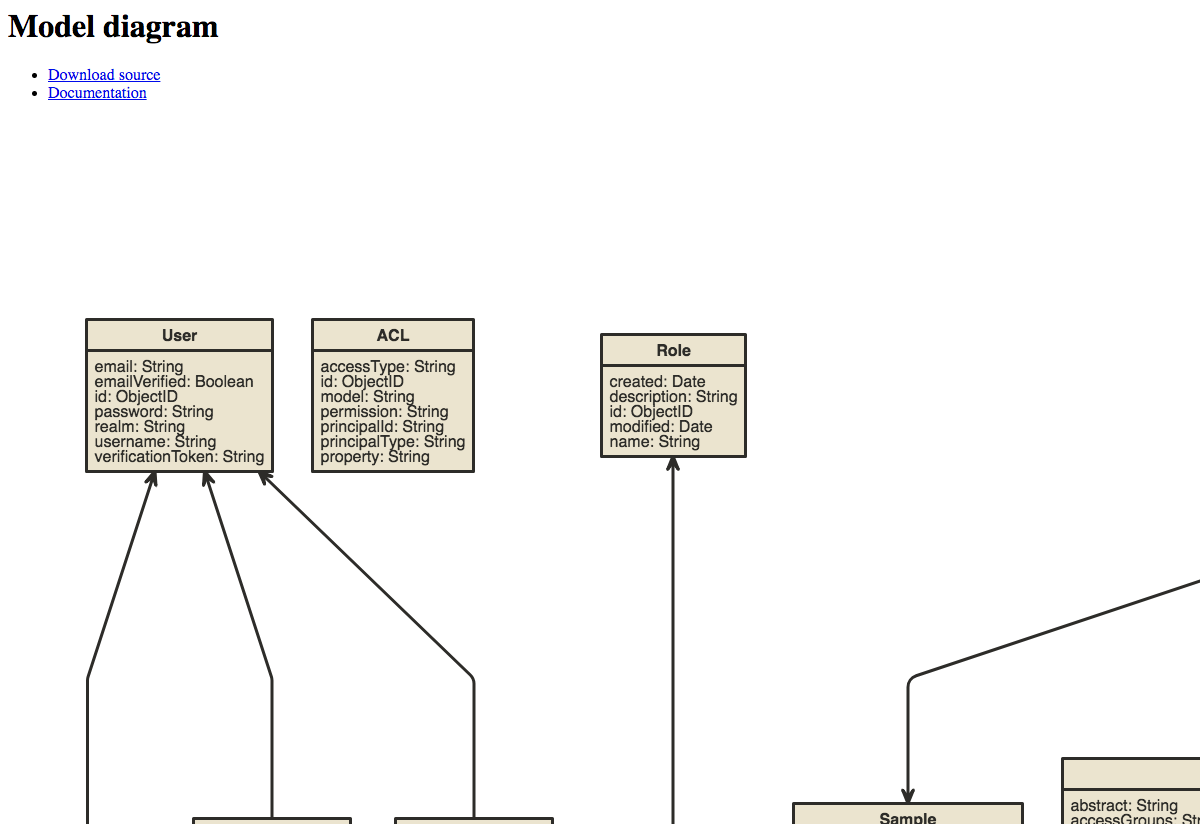 Model diagram
Download source
Documentation
User
email: String
emailVerified: Boolean
id: ObjectID
password: String
realm: String
username: String
verificationToken: String
ACL
accessType: String
id: ObjectID
model: String
permission: String
principalId: String
principalType: String
property: String
Role
created: Date
description: String
id: ObjectID
modified: Date
name: String
Sample
abstract: String
accessGroups: